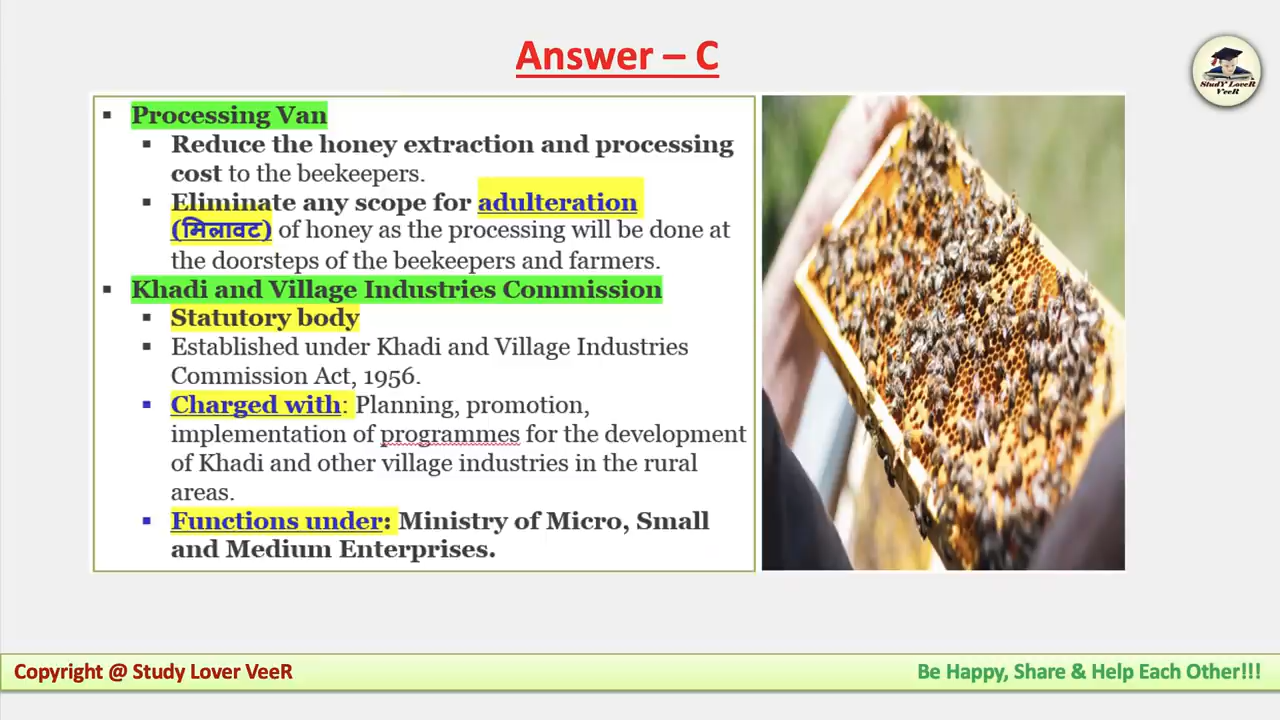 Answer – C
StudY LoveR
VeeR
▪ Processing Van
▪ Reduce the honey extraction and processing
cost to the beekeepers.
▪ Eliminate any scope for adulteration
(मिलावट) of honey as the processing will be done at
the doorsteps of the beekeepers and farmers.
▪ Khadi and Village Industries Commission
▪ Statutory body
▪ Established under Khadi and Village Industries
Commission Act, 1956.
▪ Charged with: Planning, promotion,
implementation of programmes for the development
of Khadi and other village industries in the rural
areas.
▪ Functions under: Ministry of Micro, Small
and Medium Enterprises.
Copyright @ Study Lover VeeR
Be Happy, Share & Help Each Other!!!